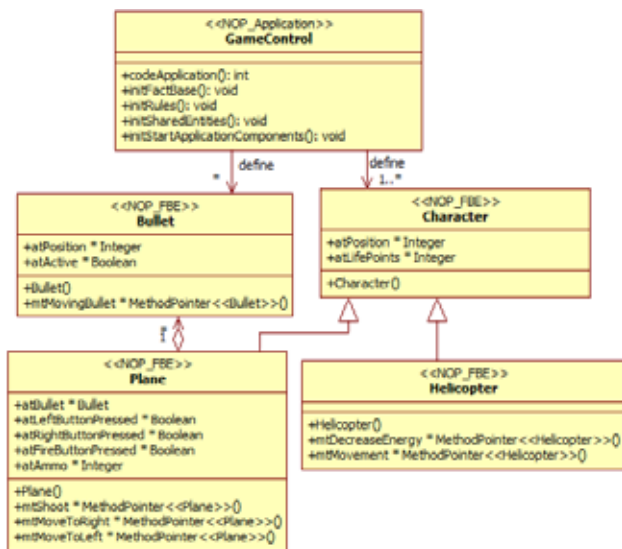 <<NOP_Application>>
GameControl
+codeApplication(): int
+initFactBase(): void
+initRules(): void
+initSharedEntities(): void
+initStartApplicationComponents(): void
define
define
*
1..*
<<NOP_FBE>>
Bullet
+atPosition * Integer
+atActive * Boolean
+Bullet()
+mtMovingBullet * MethodPointer<<Bullet>>()
<<NOP_FBE>>
Character
+atPosition * Integer
+atLifePoints * Integer
+Character()
*
1
<<NOP_FBE>>
Plane
+atBullet * Bullet
+atLeftButtonPressed * Boolean
+atRightButtonPressed * Boolean
+atFireButtonPressed * Boolean
+atAmmo * Integer
+Plane()
+mtShoot * MethodPointer<<Plane>>()
+mtMoveToRight * MethodPointer<<Plane>>()
+mtMoveToLeft * MethodPointer<<Plane>>()
<<NOP_FBE>>
Helicopter
+Helicopter()
+mtDecreaseEnergy * MethodPointer<<Helicopter>>()
+mtMovement * MethodPointer<<Helicopter>>()